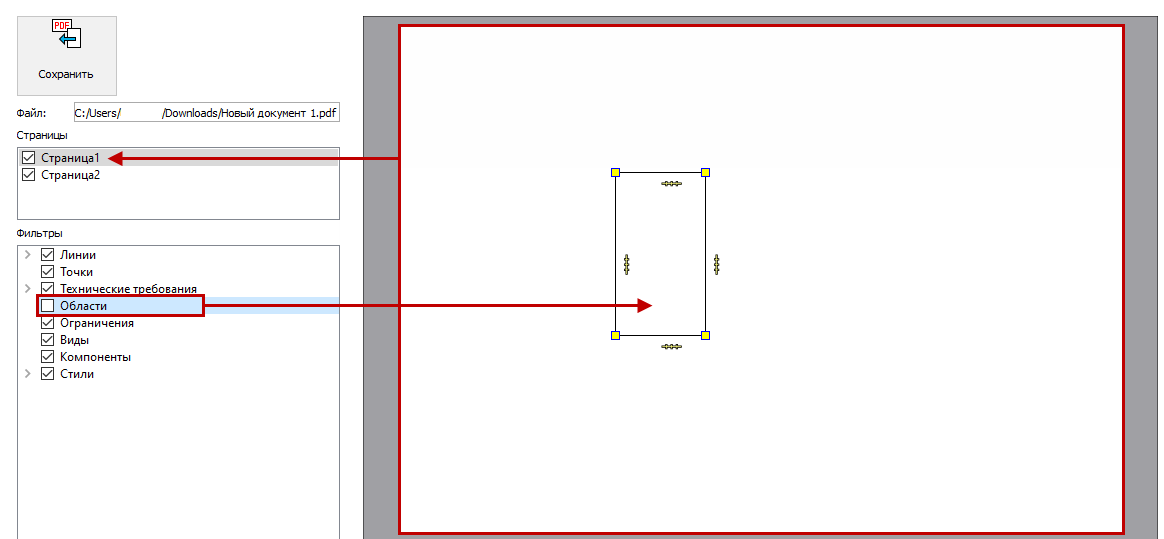 PDF
Сохранить
Файл: C:/Users/ /Downloads/Новый документ 1.pdf
Страницы
Страница1
Страница2
Фильтры
Линии
Точки
Технические требования
Области
Ограничения
Виды
Компоненты
Стили